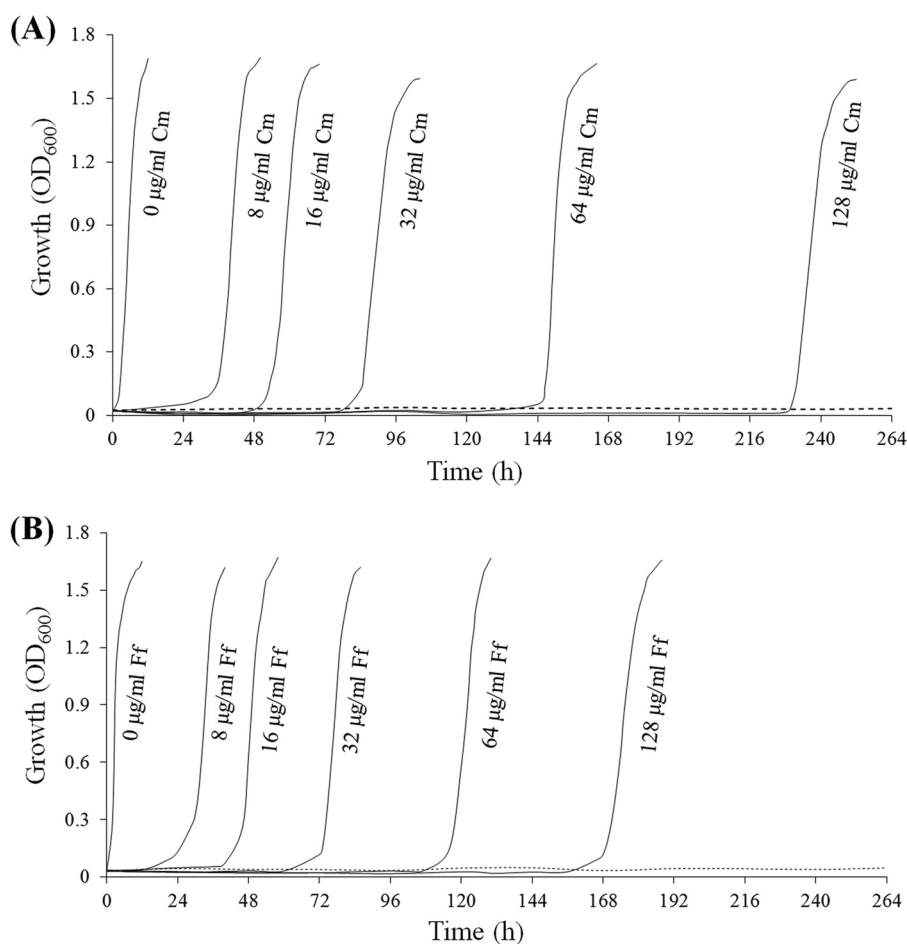 (A)
1.8
1.5
1.2
0.9
0.6
0.3
0
Growth (OD600)
0 µg/ml Cm
8 µg/ml Cm
16 µg/ml Cm
32 µg/ml Cm
64 µg/ml Cm
128 µg/ml Cm
0 24 48 72 96 120 144 168 192 216 240 264
Time (h)
(B)
1.8
1.5
1.2
0.9
0.6
0.3
0
Growth (OD600)
0 µg/ml Ff
8 µg/ml Ff
16 µg/ml Ff
32 µg/ml Ff
64 µg/ml Ff
128 µg/ml Ff
0 24 48 72 96 120 144 168 192 216 240 264
Time (h)